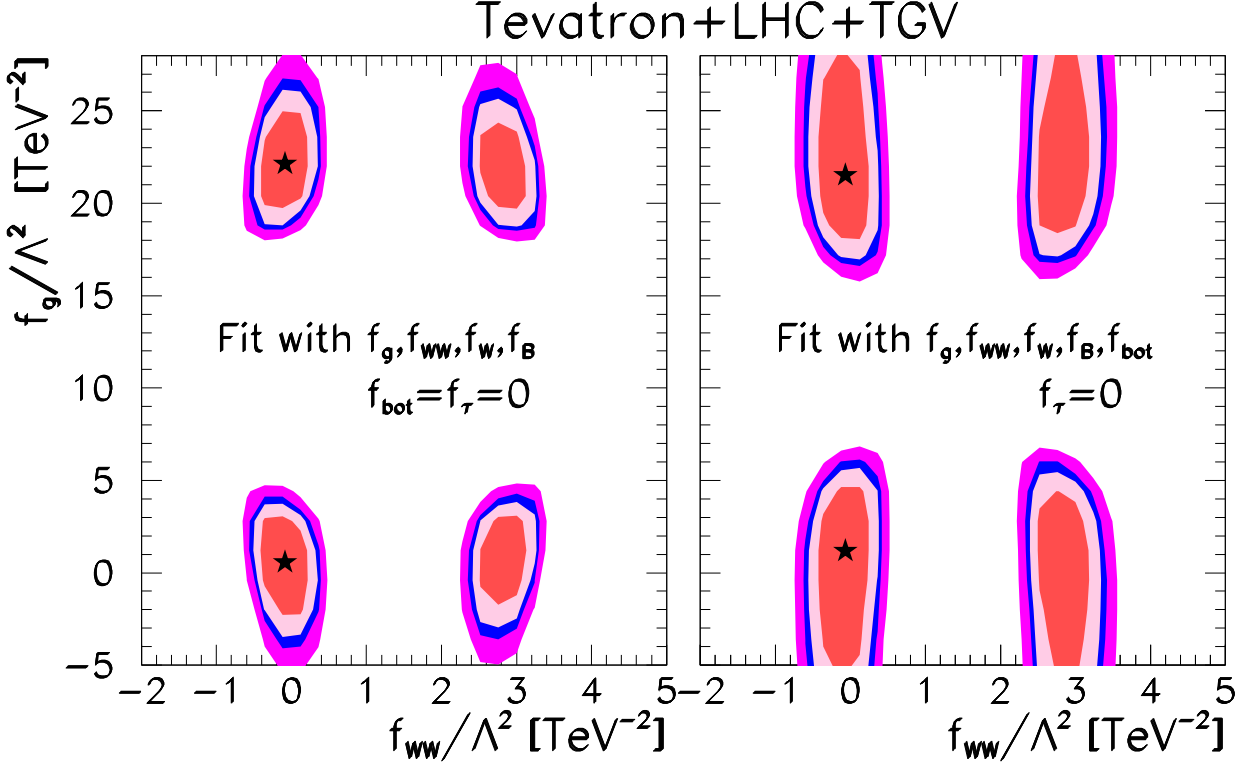 Tevatron+LHC+TGV
f_g/Λ² [TeV⁻²]
25
20
15
10
5
0
−5
Fit with f_g,f_WW,f_W,f_B
f_bot=f_τ=0
Fit with f_g,f_WW,f_W,f_B,f_bot
f_τ=0
−2 −1 0 1 2 3 4 5
−2 −1 0 1 2 3 4 5
f_WW/Λ² [TeV⁻²]
f_WW/Λ² [TeV⁻²]